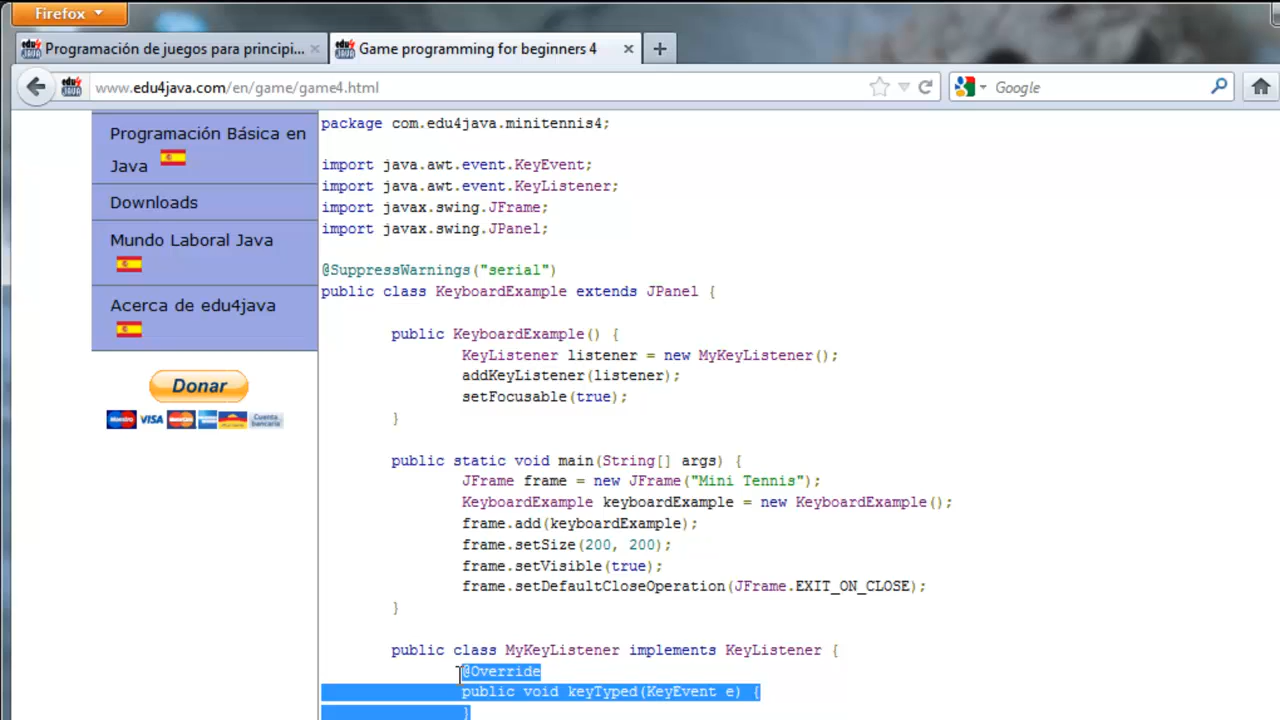 Firefox
Programación de juegos para principi...
Game programming for beginners 4
www.edu4java.com/en/game/game4.html
Google
Programación Básica en
Java
Downloads
Mundo Laboral Java
Acerca de edu4java
Donar
VISA
package com.edu4java.minitennis4;
import java.awt.event.KeyEvent;
import java.awt.event.KeyListener;
import javax.swing.JFrame;
import javax.swing.JPanel;
@SuppressWarnings("serial")
public class KeyboardExample extends JPanel {
public KeyboardExample() {
KeyListener listener = new MyKeyListener();
addKeyListener(listener);
setFocusable(true);
}
public static void main(String[] args) {
JFrame frame = new JFrame("Mini Tennis");
KeyboardExample keyboardExample = new KeyboardExample();
frame.add(keyboardExample);
frame.setSize(200, 200);
frame.setVisible(true);
frame.setDefaultCloseOperation(JFrame.EXIT_ON_CLOSE);
}
public class MyKeyListener implements KeyListener {
@Override
public void keyTyped(KeyEvent e) {
}